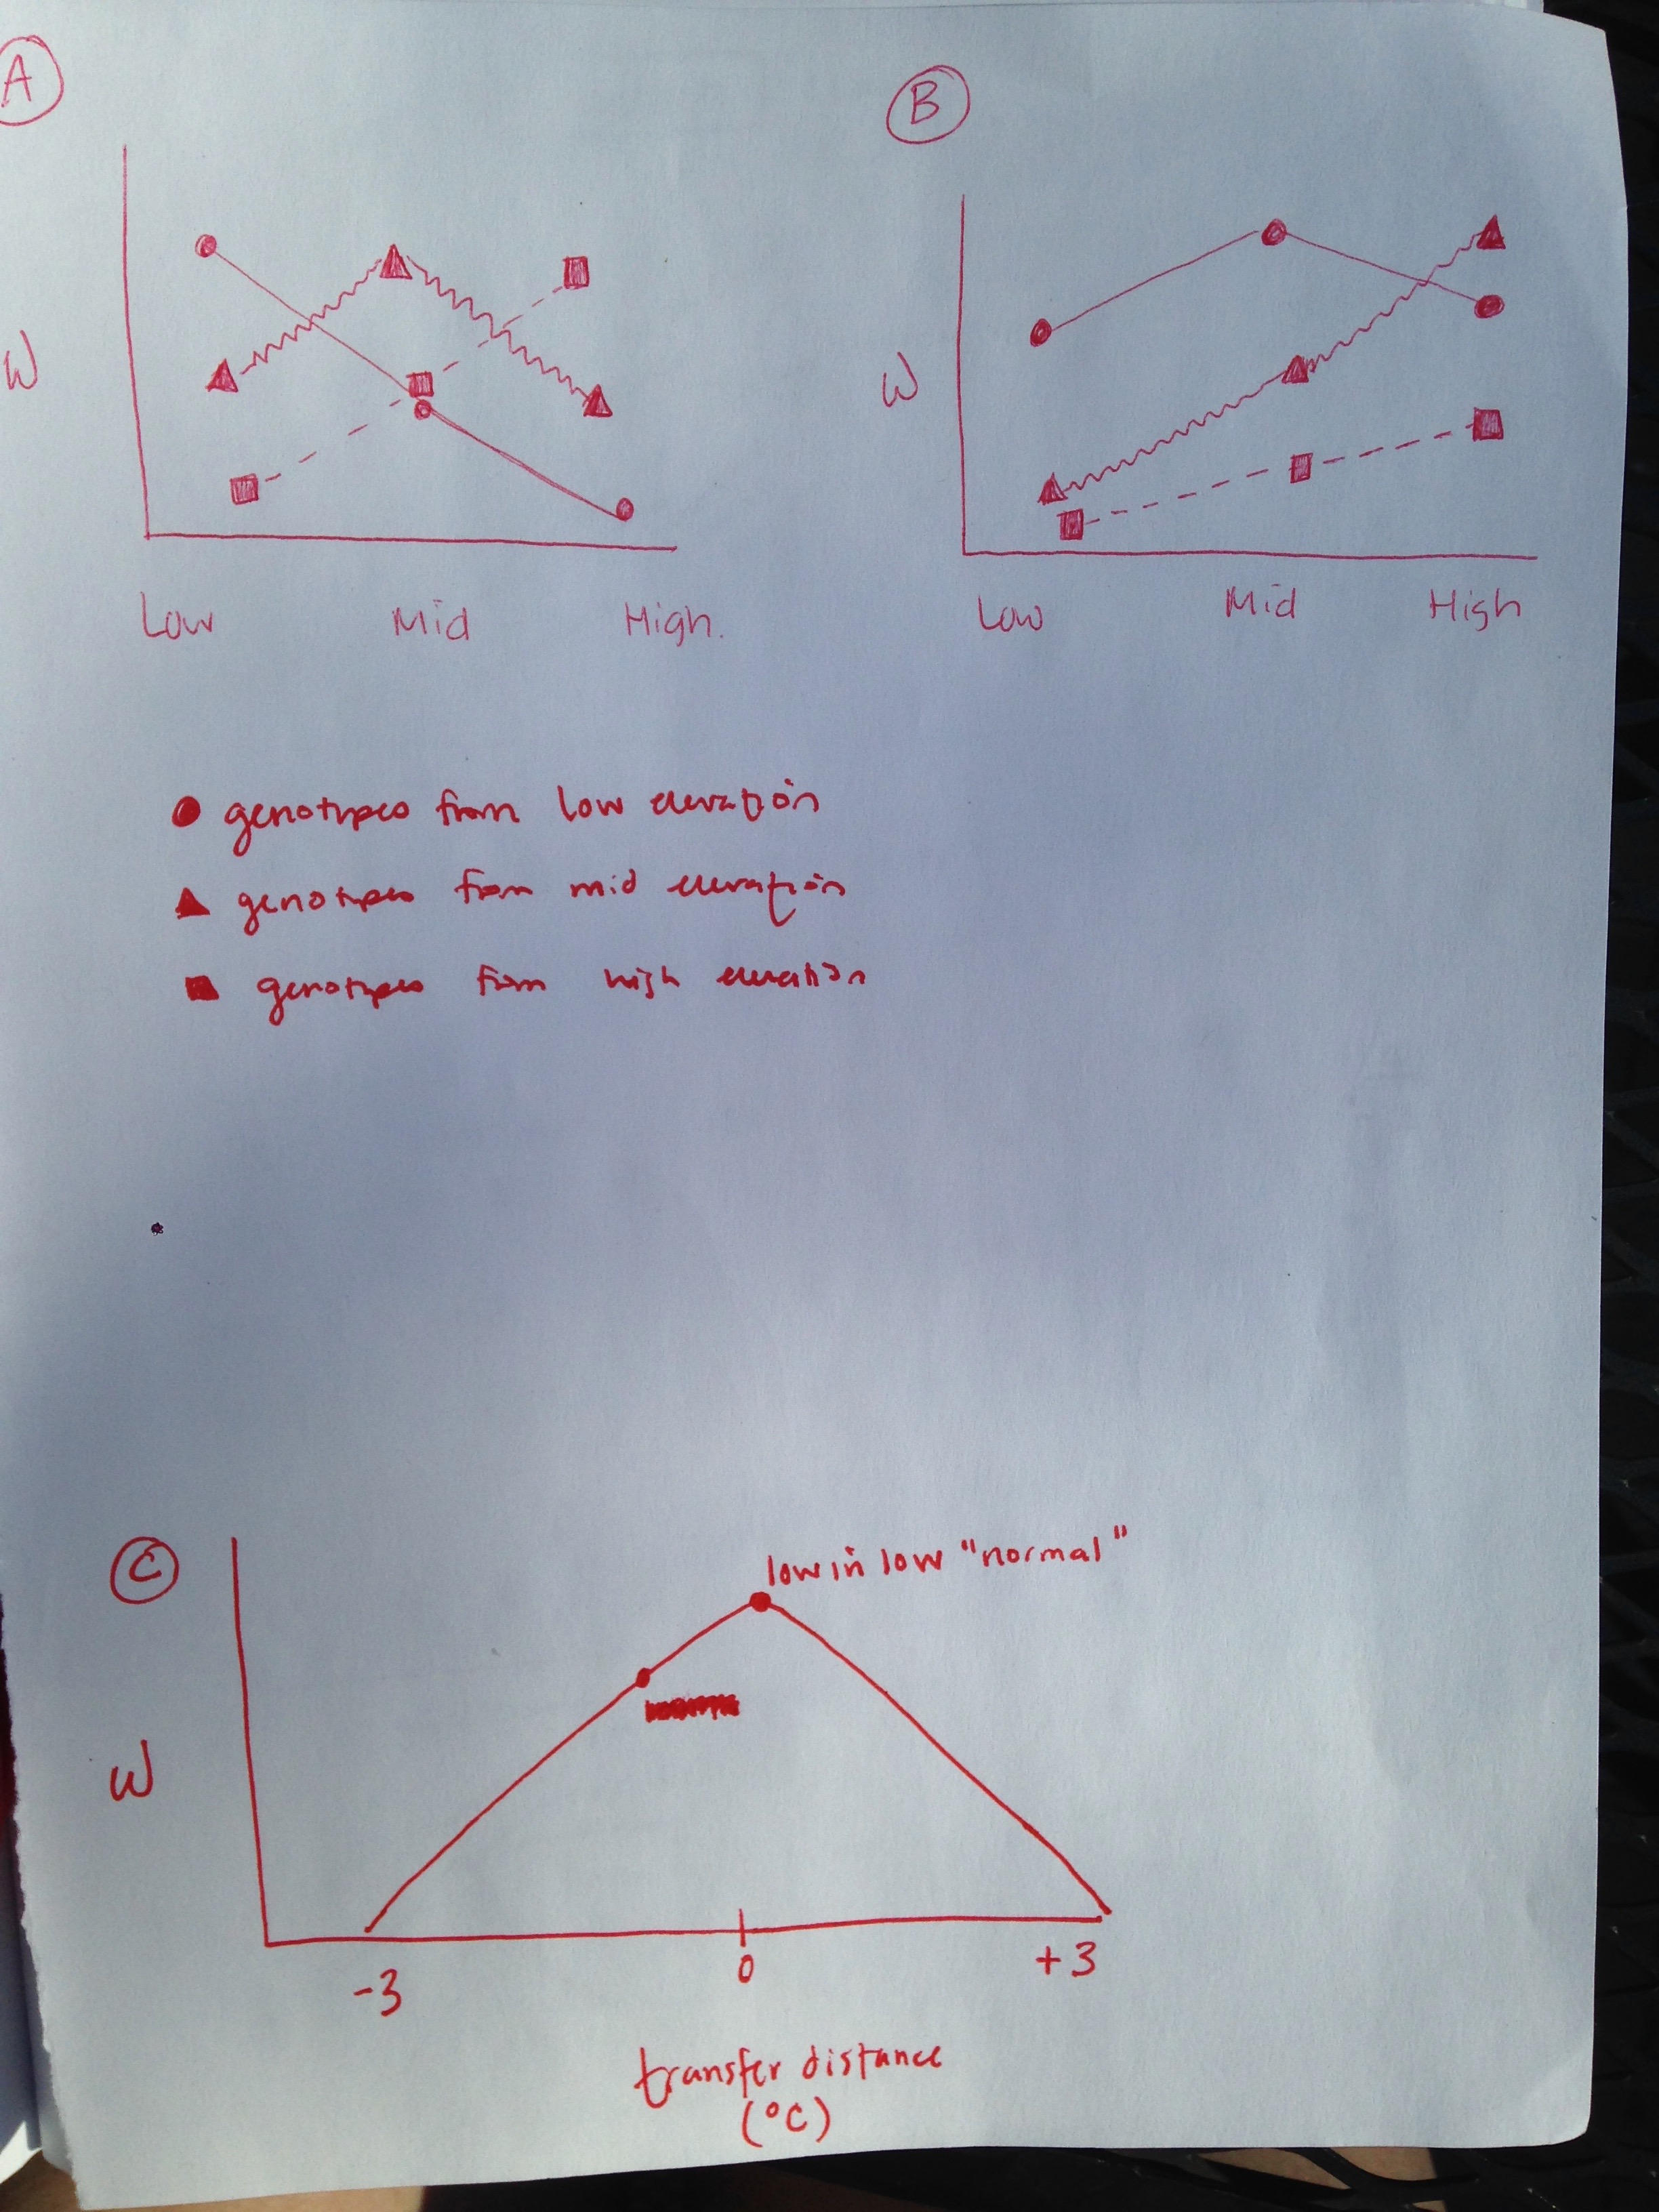 A
B
W
W
Low Mid High.
Low Mid High
genotypes from low elevation
genotypes from mid elevation
genotypes from high elevation
C
low in low "normal"
W
-3 0 +3
transfer distance
(°C)